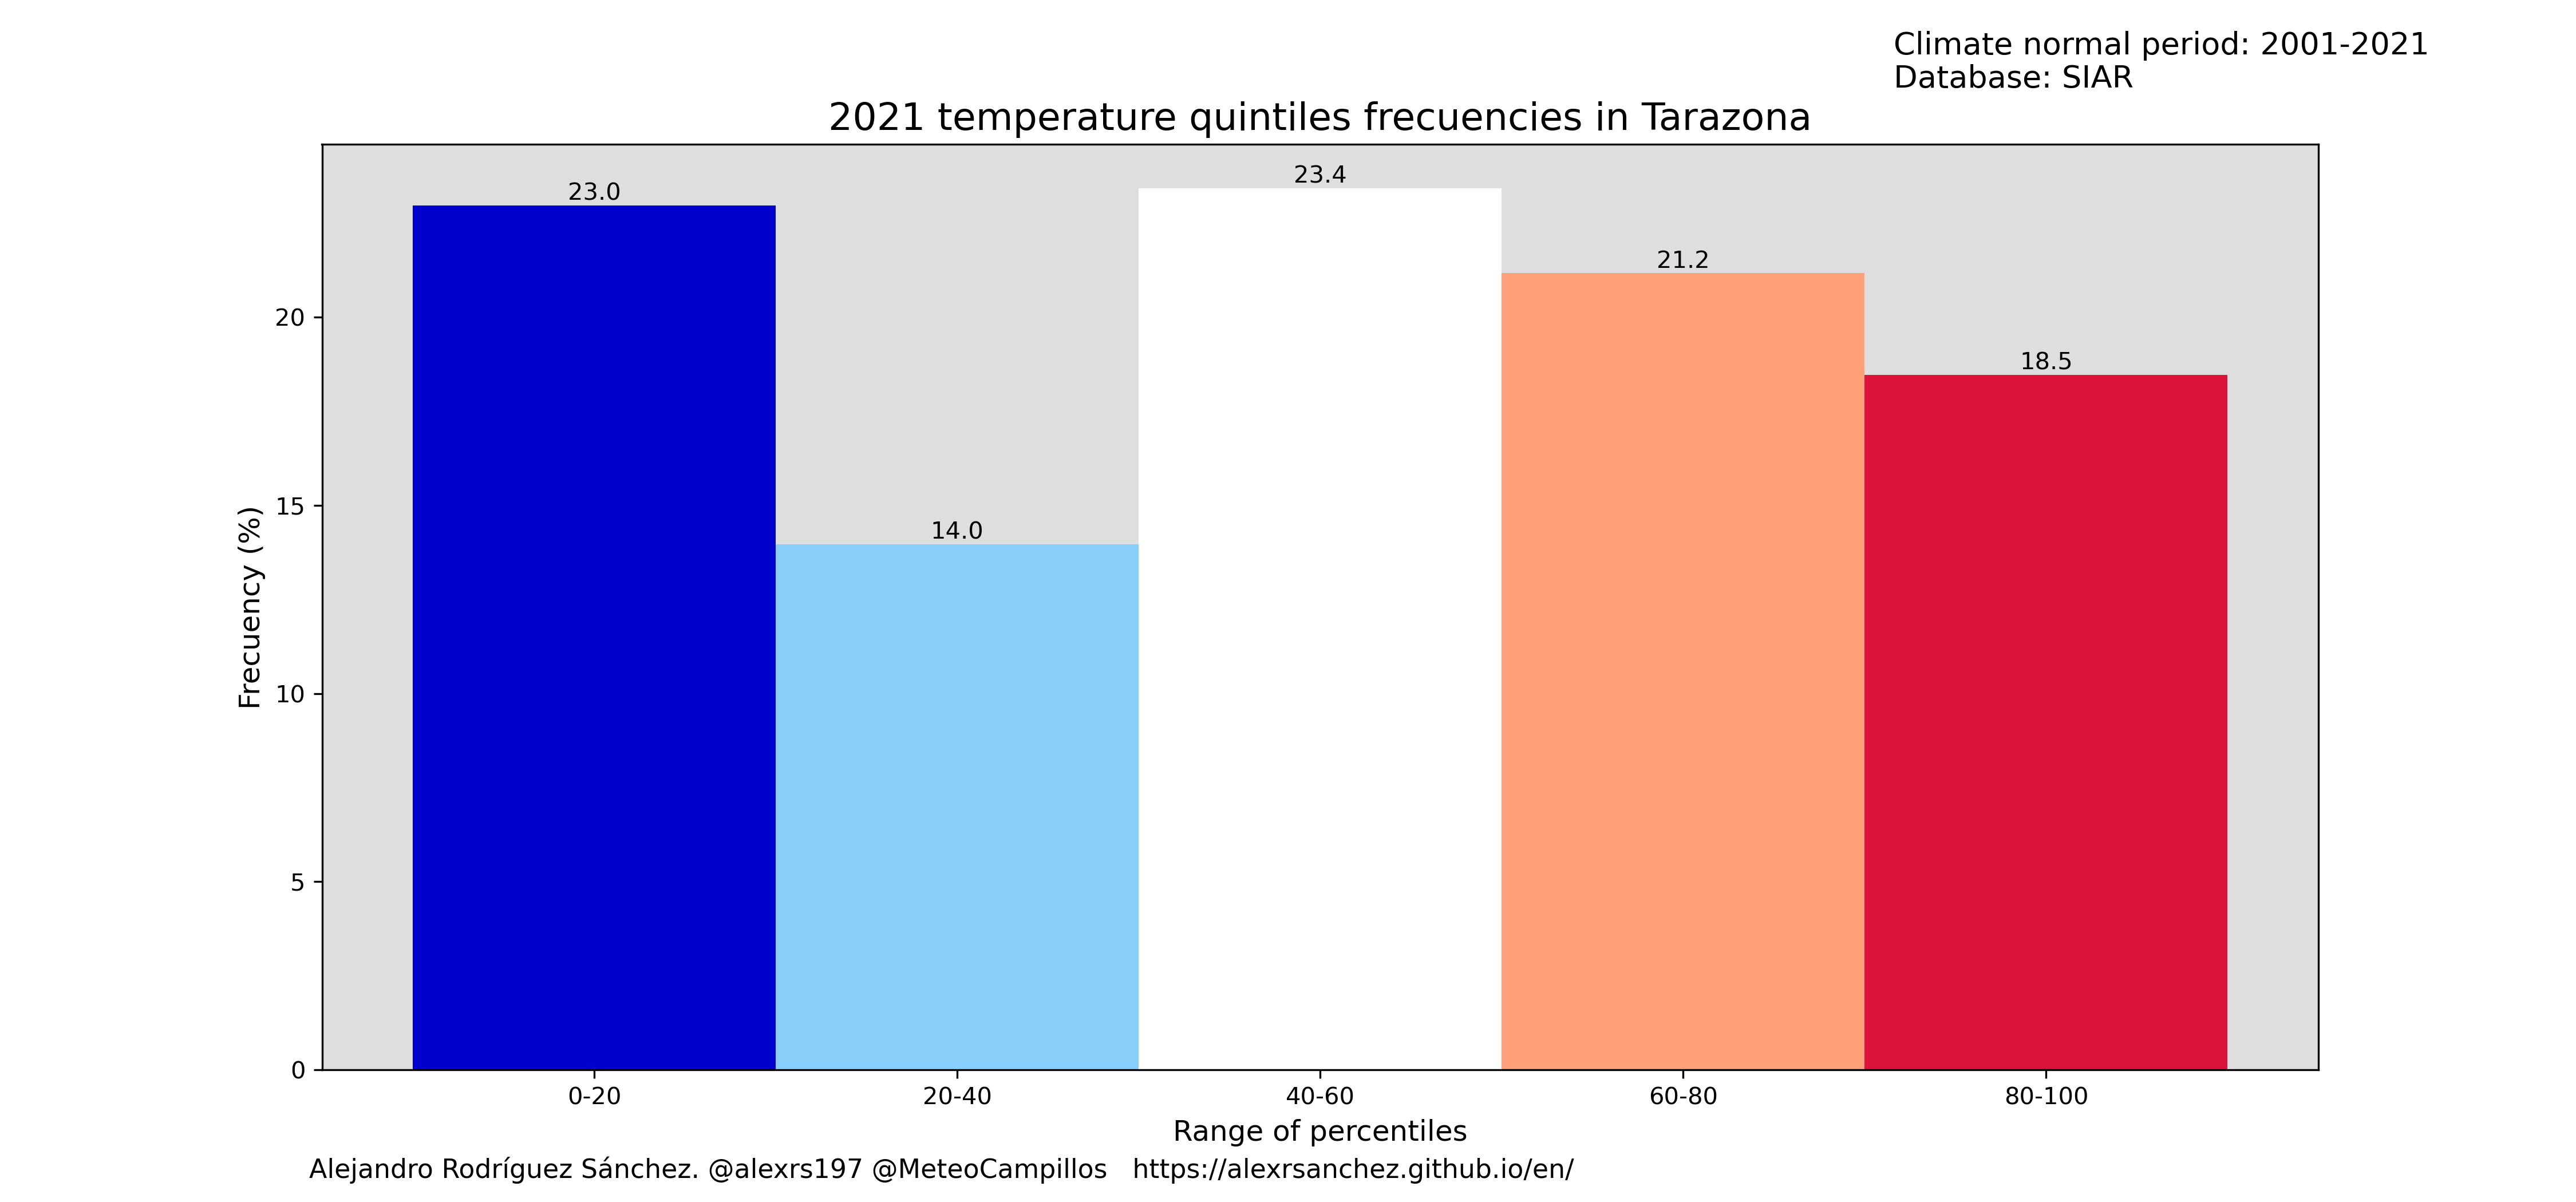 Climate normal period: 2001-2021
Database: SIAR
2021 temperature quintiles frecuencies in Tarazona
23.0
14.0
23.4
21.2
18.5
Frecuency (%)
20
15
10
5
0
0-20
20-40
40-60
60-80
80-100
Range of percentiles
Alejandro Rodríguez Sánchez. @alexrs197 @MeteoCampillos   https://alexrsanchez.github.io/en/